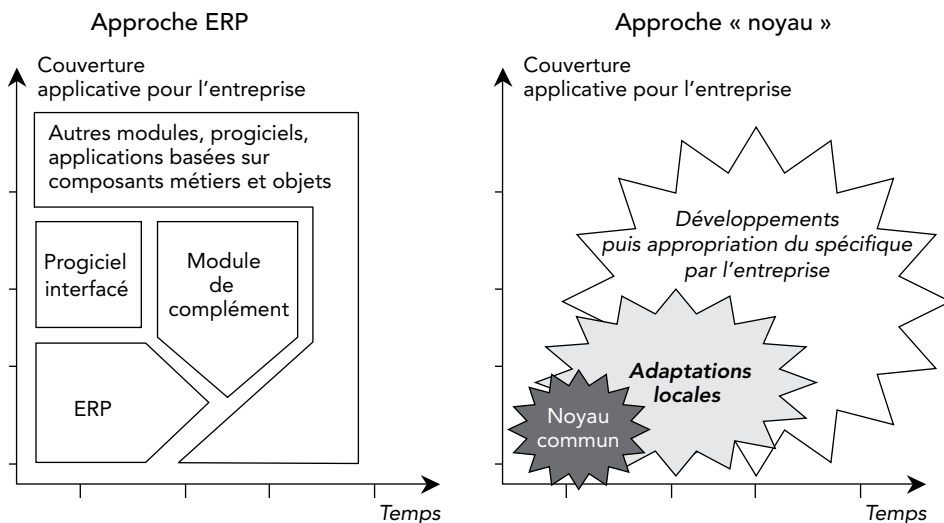 Approche ERP
Couverture
applicative pour l'entreprise
Autres modules, progiciels,
applications basées sur
composants métiers et objets
Progiciel
interfacé
Module
de
complément
ERP
Temps
Approche « noyau »
Couverture
applicative pour l'entreprise
Développements
puis appropriation du spécifique
par l'entreprise
Adaptations
locales
Noyau
commun
Temps